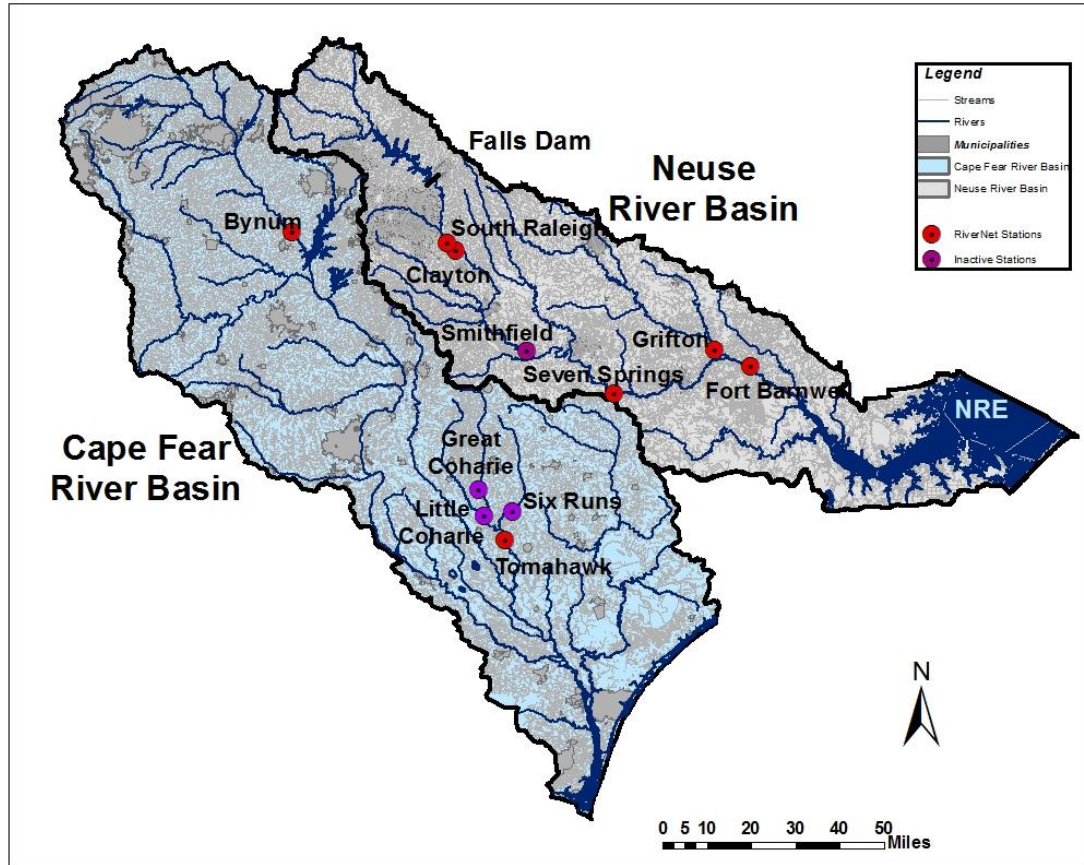 Legend
Streams
Rivers
Municipalities
Cape Fear River Basin
Neuse River Basin
RiverNet Stations
Inactive Stations
Falls Dam
Neuse
River Basin
Bynum
South Raleigh
Clayton
Smithfield
Grifton
Seven Springs
Fort Barnwe
NRE
Cape Fear
River Basin
Great
Coharie
Little
Coharie
Six Runs
Tomahawk
N
0 5 10 20 30 40 50
Miles